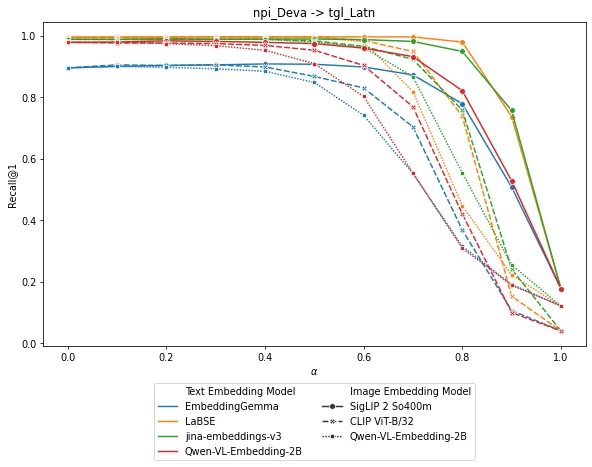 npi_Deva -> tgl_Latn
1.0
0.8
0.6
0.4
0.2
0.0
Recall@1
0.0 0.2 0.4 0.6 0.8 1.0
α
Text Embedding Model Image Embedding Model
EmbeddingGemma SigLIP 2 So400m
LaBSE CLIP ViT-B/32
jina-embeddings-v3 Qwen-VL-Embedding-2B
Qwen-VL-Embedding-2B